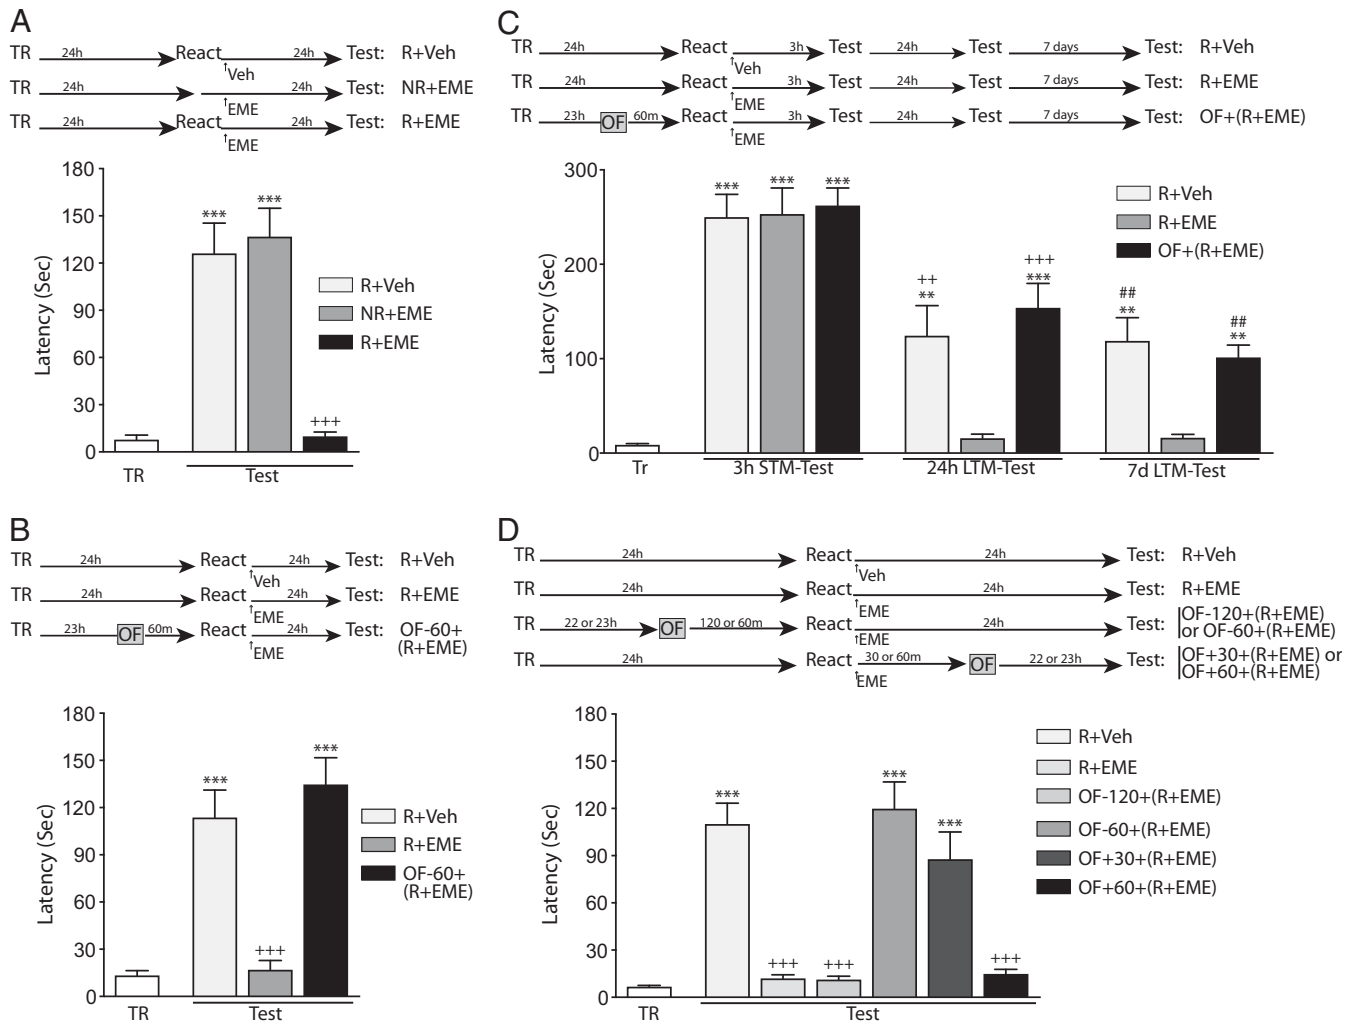 A
TR 24h React 24h Test: R+Veh
↑Veh
TR 24h 24h Test: NR+EME
↑EME
TR 24h React 24h Test: R+EME
↑EME
180
150
120
90
60
30
0
Latency (Sec)
***
***
+++
R+Veh
NR+EME
R+EME
TR Test
C
TR 24h React 3h Test 24h Test 7 days Test: R+Veh
↑Veh
TR 24h React 3h Test 24h Test 7 days Test: R+EME
↑EME
TR 23h OF 60m React 3h Test 24h Test 7 days Test: OF+(R+EME)
↑EME
300
200
100
0
Latency (Sec)
*** *** ***
++
**
+++
***
##
**
##
**
R+Veh
R+EME
OF+(R+EME)
Tr 3h STM-Test 24h LTM-Test 7d LTM-Test
B
TR 24h React 24h Test: R+Veh
↑Veh
TR 24h React 24h Test: R+EME
↑EME
TR 23h OF 60m React 24h Test: OF-60+
(R+EME)
↑EME
180
150
120
90
60
30
0
Latency (Sec)
***
+++
***
R+Veh
R+EME
OF-60+
(R+EME)
TR Test
D
TR 24h React 24h Test: R+Veh
↑Veh
TR 24h React 24h Test: R+EME
↑EME
TR 22 or 23h OF 120 or 60m React 24h Test: OF-120+(R+EME)
or OF-60+(R+EME)
↑EME
TR 24h React 30 or 60m OF 22 or 23h Test: OF+30+(R+EME) or
OF+60+(R+EME)
↑EME
180
150
120
90
60
30
0
Latency (Sec)
***
+++
+++
***
***
+++
R+Veh
R+EME
OF-120+(R+EME)
OF-60+(R+EME)
OF+30+(R+EME)
OF+60+(R+EME)
TR Test